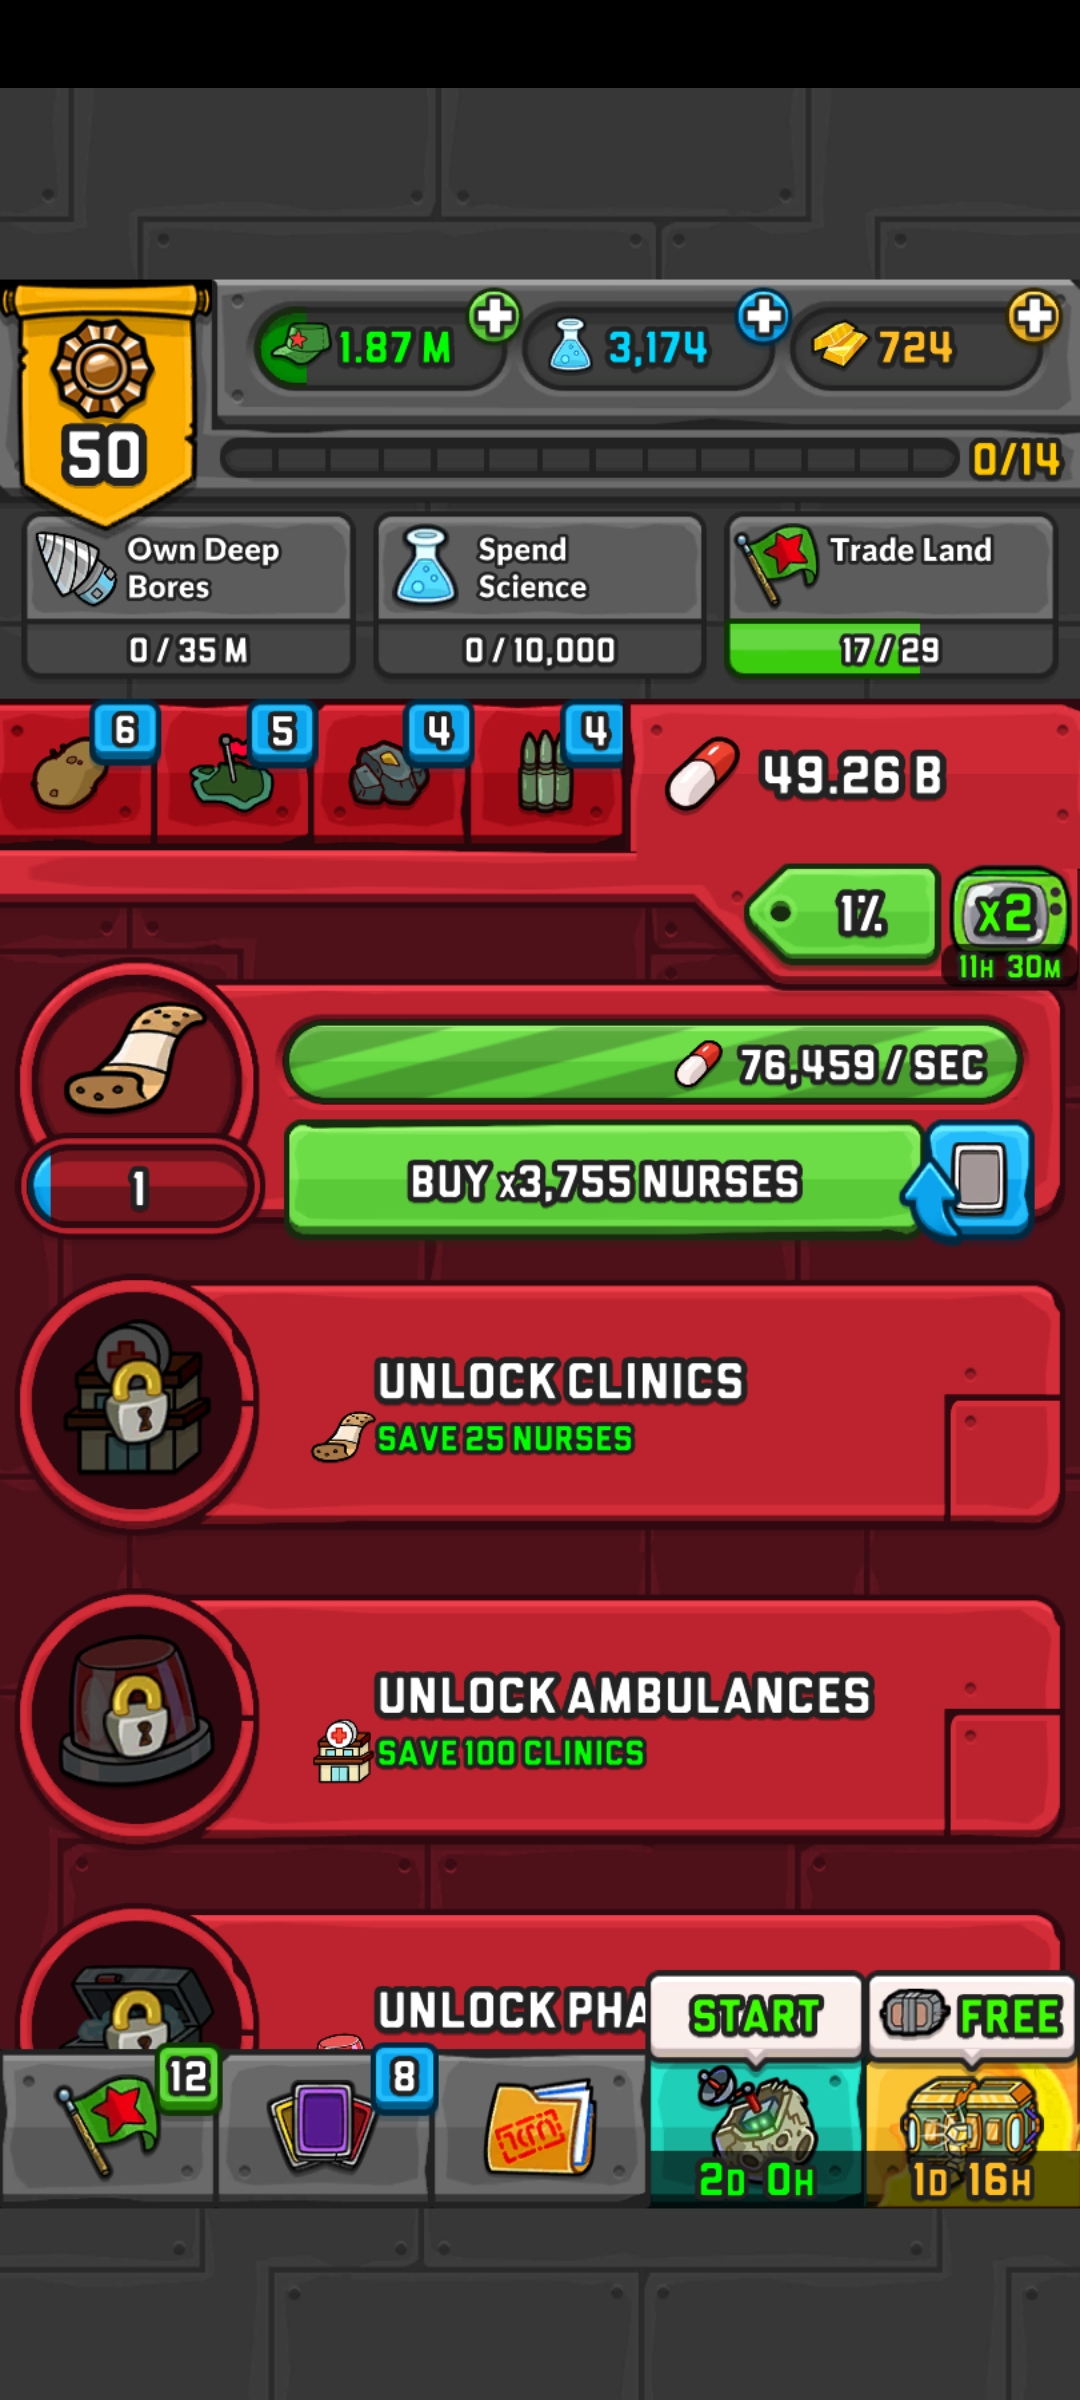 50
1.87 M
3,174
724
0/14
Own Deep
Bores
0 / 35 M
Spend
Science
0 / 10,000
Trade Land
17 / 29
6
5
4
4
49.26 B
1%
x2
11H 30M
76,459 / SEC
1
BUY x3,755 NURSES
UNLOCK CLINICS
SAVE 25 NURSES
UNLOCK AMBULANCES
SAVE 100 CLINICS
UNLOCK PHA
START
FREE
12
8
2D 0H
1D 16H